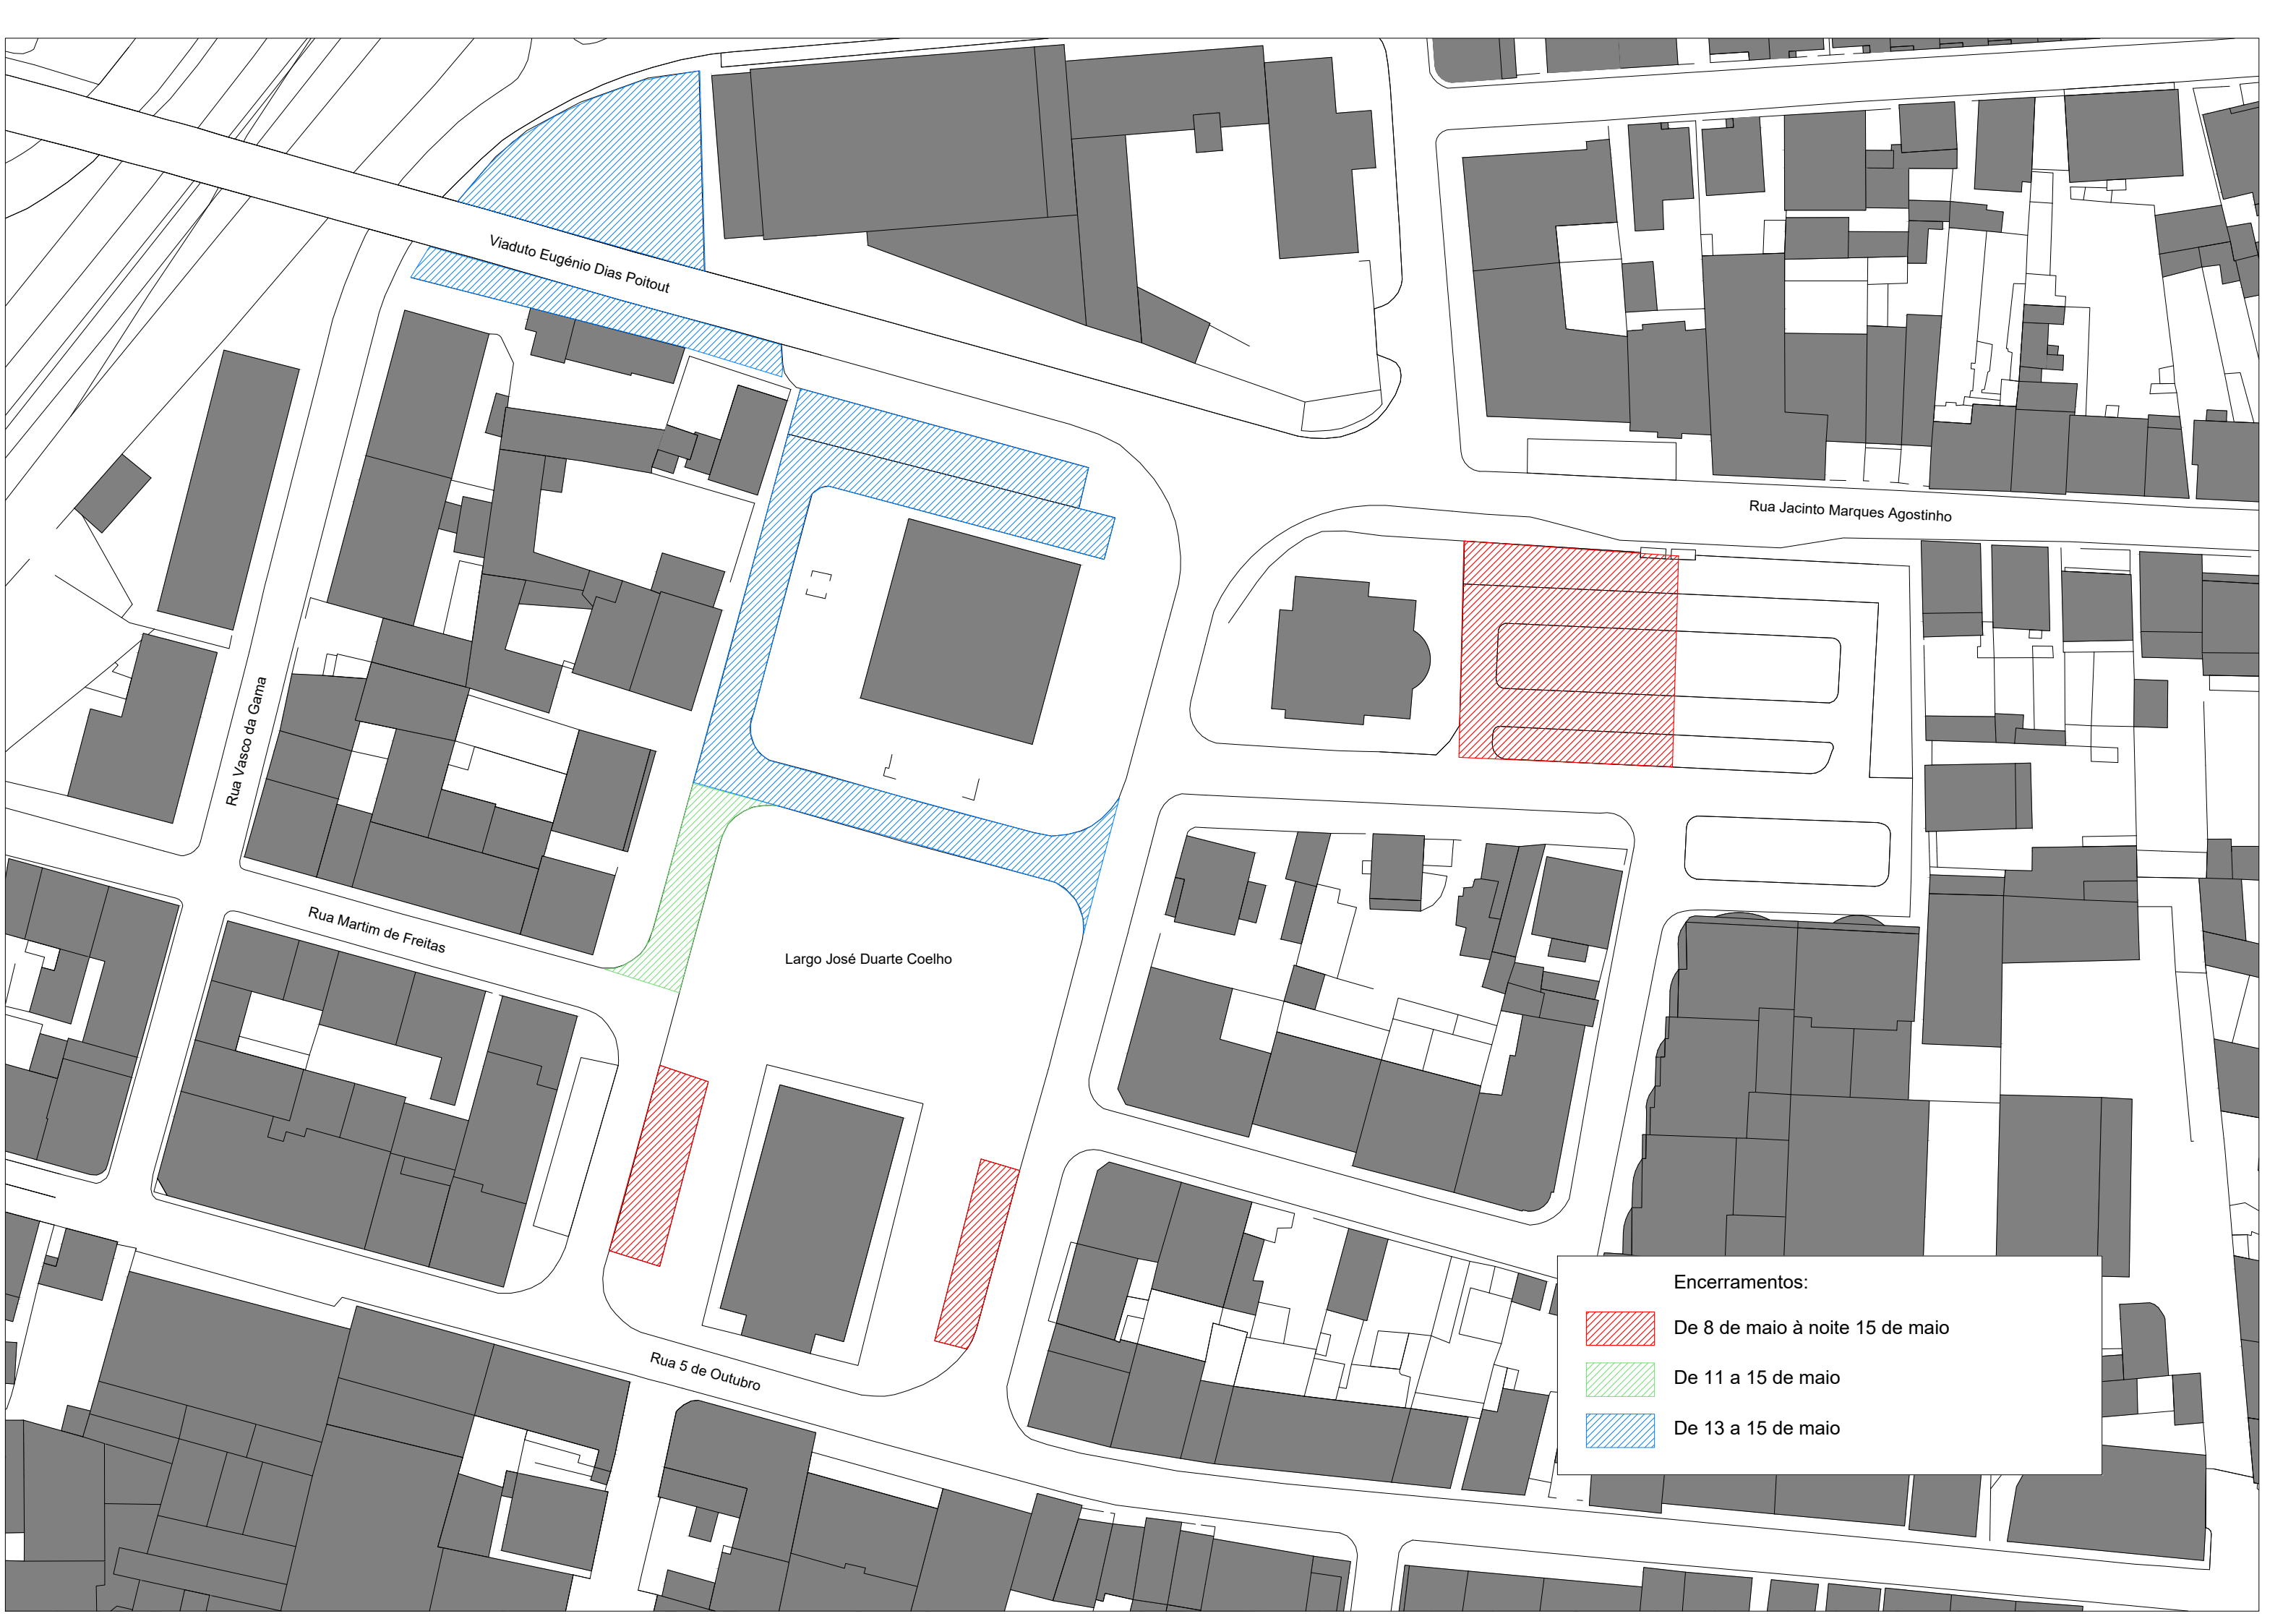 Viaduto Eugénio Dias Poitout
Rua Jacinto Marques Agostinho
Rua Vasco da Gama
Rua Martim de Freitas
Largo José Duarte Coelho
Rua 5 de Outubro
Encerramentos:
De 8 de maio à noite 15 de maio
De 11 a 15 de maio
De 13 a 15 de maio